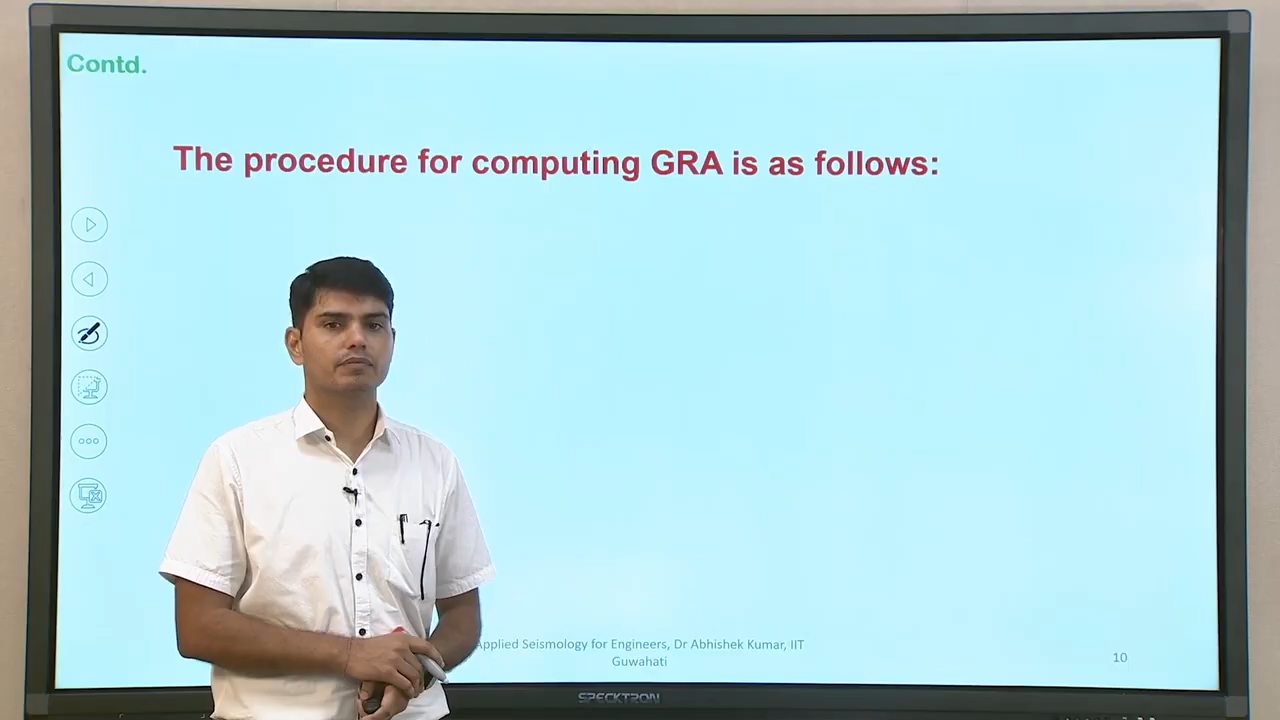 Contd.
The procedure for computing GRA is as follows:
Applied Seismology for Engineers, Dr Abhishek Kumar, IIT
Guwahati
10
SPECKTRON